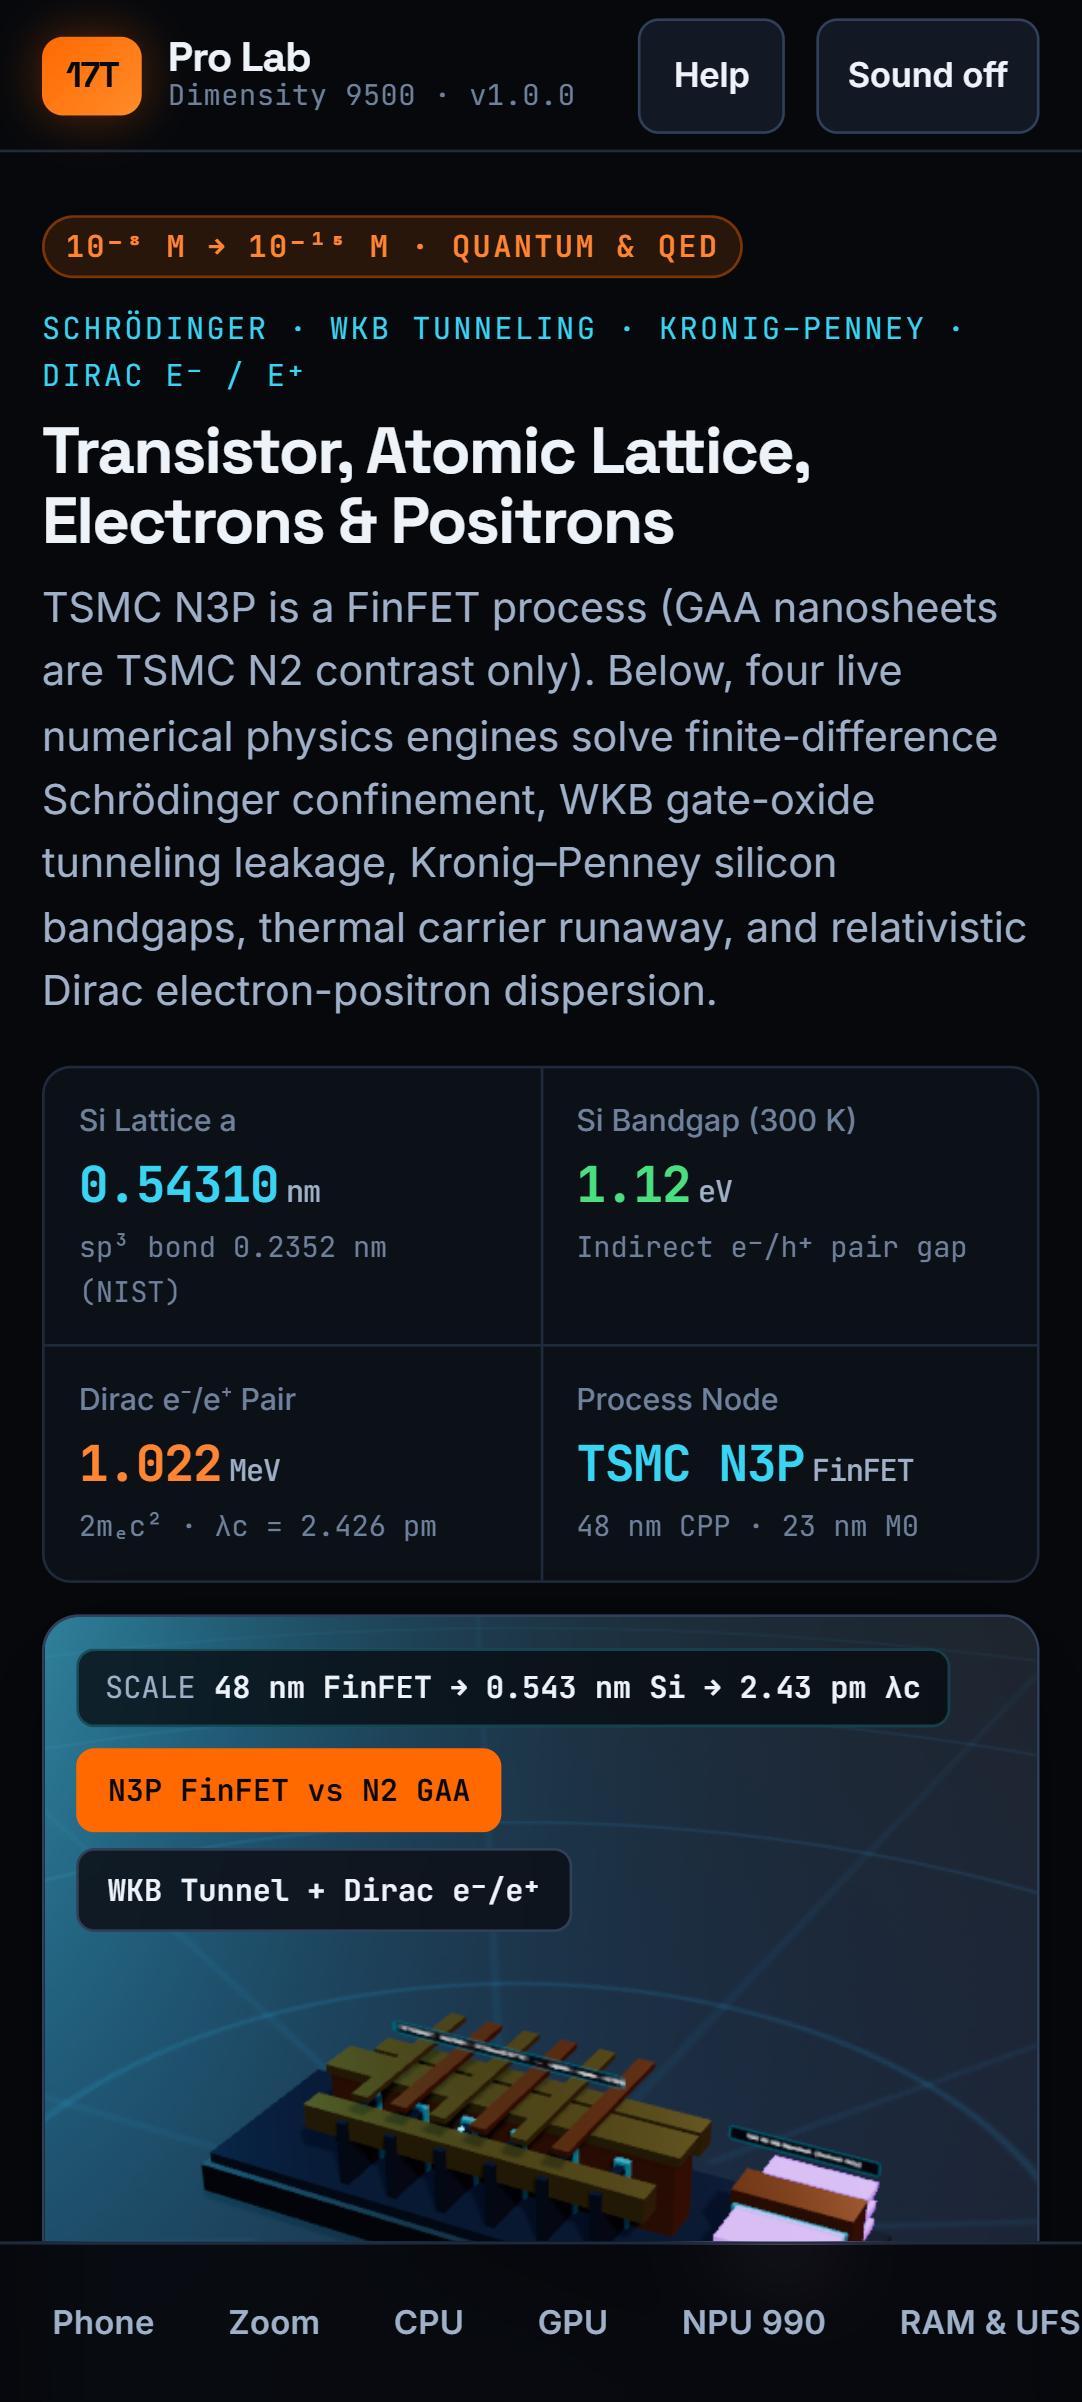 17T
Pro Lab
Dimensity 9500 · v1.0.0
Help
Sound off
10⁻⁸ M → 10⁻¹⁵ M · QUANTUM & QED
SCHRÖDINGER · WKB TUNNELING · KRONIG–PENNEY ·
DIRAC E⁻ / E⁺
Transistor, Atomic Lattice,
Electrons & Positrons
TSMC N3P is a FinFET process (GAA nanosheets
are TSMC N2 contrast only). Below, four live
numerical physics engines solve finite-difference
Schrödinger confinement, WKB gate-oxide
tunneling leakage, Kronig–Penney silicon
bandgaps, thermal carrier runaway, and relativistic
Dirac electron-positron dispersion.
Si Lattice a
0.54310 nm
sp³ bond 0.2352 nm
(NIST)
Si Bandgap (300 K)
1.12 eV
Indirect e⁻/h⁺ pair gap
Dirac e⁻/e⁺ Pair
1.022 MeV
2mₑc² · λc = 2.426 pm
Process Node
TSMC N3P FinFET
48 nm CPP · 23 nm M0
SCALE 48 nm FinFET → 0.543 nm Si → 2.43 pm λc
N3P FinFET vs N2 GAA
WKB Tunnel + Dirac e⁻/e⁺
Phone
Zoom
CPU
GPU
NPU 990
RAM & UFS